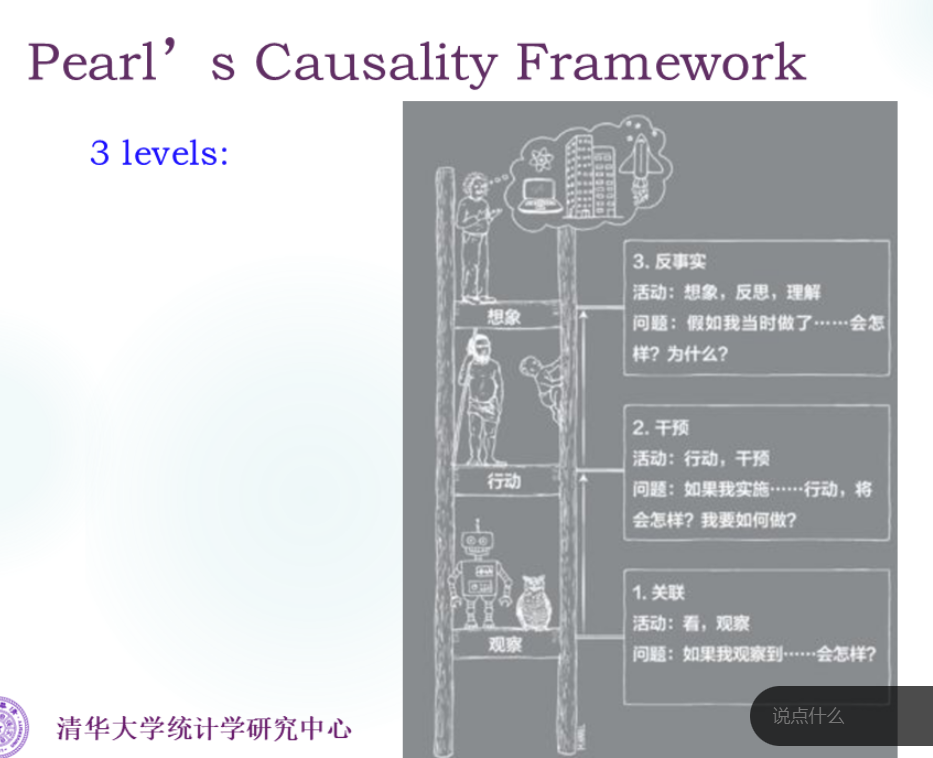 Pearl’s Causality Framework
3 levels:
3. 反事实
活动：想象，反思，理解
问题：假如我当时做了……会怎
样？为什么？
想象
2. 干预
活动：行动，干预
问题：如果我实施……行动，将
会怎样？我要如何做？
行动
1. 关联
活动：看，观察
问题：如果我观察到……会怎样？
观察
清华大学统计学研究中心
说点什么